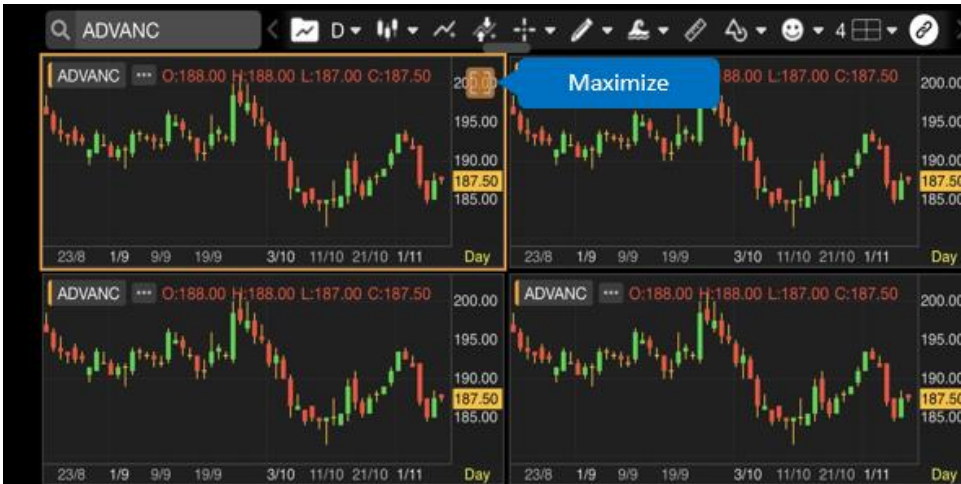 ADVANC D 4
ADVANC ••• O:188.00 H:188.00 L:187.00 C:187.50
Maximize
88.00 L:187.00 C:187.50
200.00
195.00
190.00
187.50
185.00
23/8 1/9 9/9 19/9 3/10 11/10 21/10 1/11 Day
200.00
195.00
190.00
187.50
185.00
23/8 1/9 9/9 19/9 3/10 11/10 21/10 1/11 Day
ADVANC ••• O:188.00 H:188.00 L:187.00 C:187.50
200.00
195.00
190.00
187.50
185.00
23/8 1/9 9/9 19/9 3/10 11/10 21/10 1/11 Day
ADVANC ••• O:188.00 H:188.00 L:187.00 C:187.50
200.00
195.00
190.00
187.50
185.00
23/8 1/9 9/9 19/9 3/10 11/10 21/10 1/11 Day